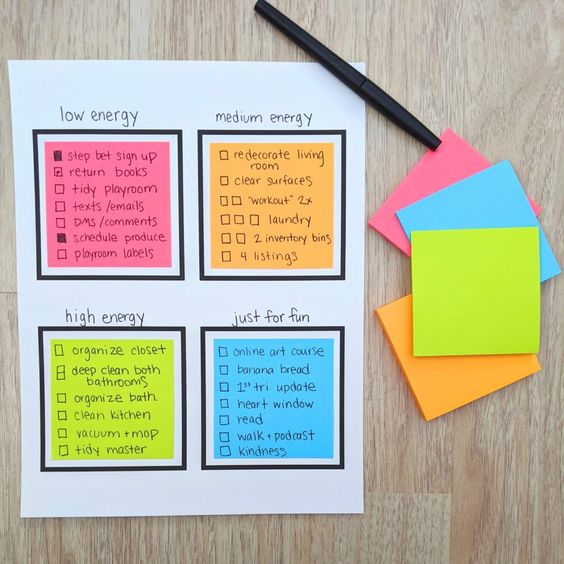 low energy
step bet sign up
return books
tidy playroom
texts/emails
DMs/comments
schedule produce
playroom labels
medium energy
redecorate living
room
clear surfaces
"workout" 2x
laundry
2 inventory bins
4 listings
high energy
organize closet
deep clean both
bathrooms
organize bath.
clean kitchen
vacuum + mop
tidy master
just for fun
online art course
banana bread
1st tri. update
heart window
read
walk + podcast
kindness